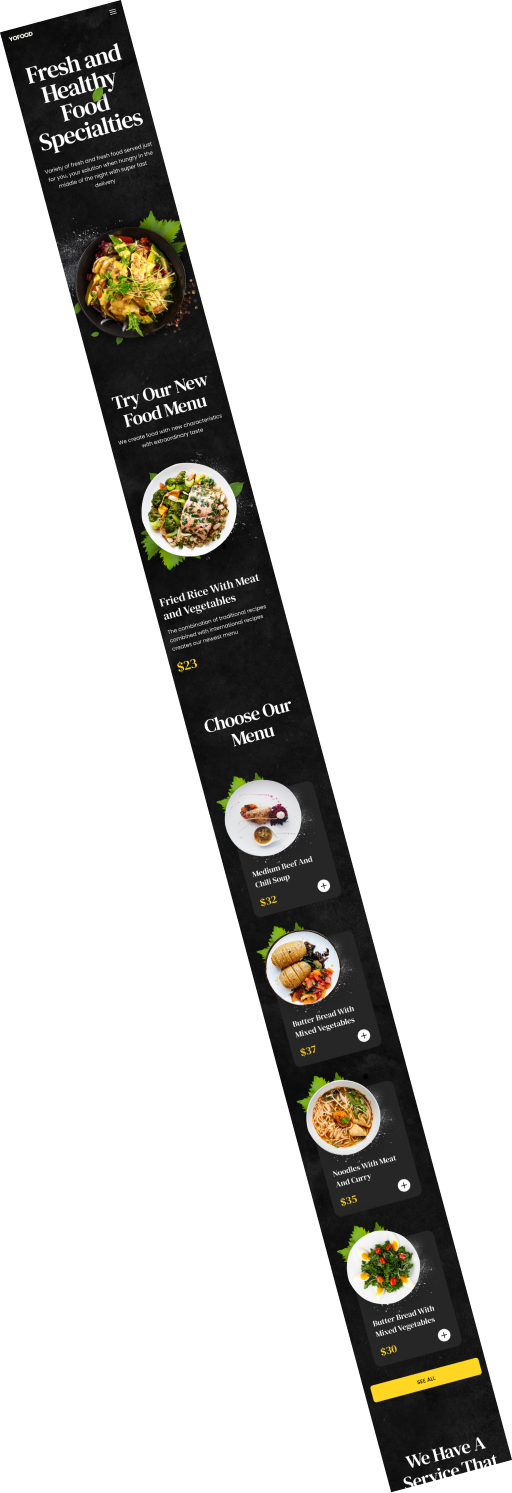 YOFOOD
Fresh and
Healthy
Food
Specialties
Variety of fresh and fresh food served just
for you, your solution when hungry in the
middle of the night with super fast
delivery
Try Our New
Food Menu
We create food with new characteristics
with extraordinary taste
Fried Rice With Meat
and Vegetables
The combination of traditional recipes
combined with international recipes
creates our newest menu
$23
Choose Our
Menu
Medium Beef And
Chili Soup
$32
Butter Bread With
Mixed Vegetables
$37
Noodles With Meat
And Curry
$35
Butter Bread With
Mixed Vegetables
$30
SEE ALL
We Have A
Service That